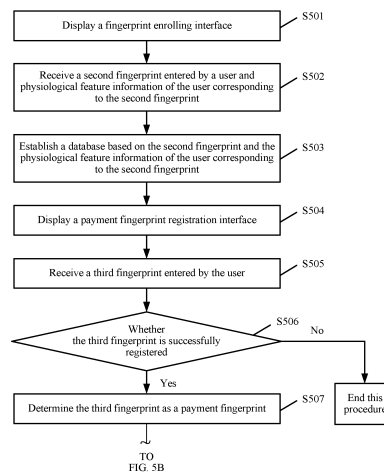 Display a fingerprint enrolling interface
S501
Receive a second fingerprint entered by a user and
physiological feature information of the user corresponding
to the second fingerprint
S502
Establish a database based on the second fingerprint and the
physiological feature information of the user corresponding
to the second fingerprint
S503
Display a payment fingerprint registration interface
S504
Receive a third fingerprint entered by the user
S505
Whether
the third fingerprint is successfully
registered
S506
No
Yes
End this
procedure
Determine the third fingerprint as a payment fingerprint
S507
TO
FIG. 5B